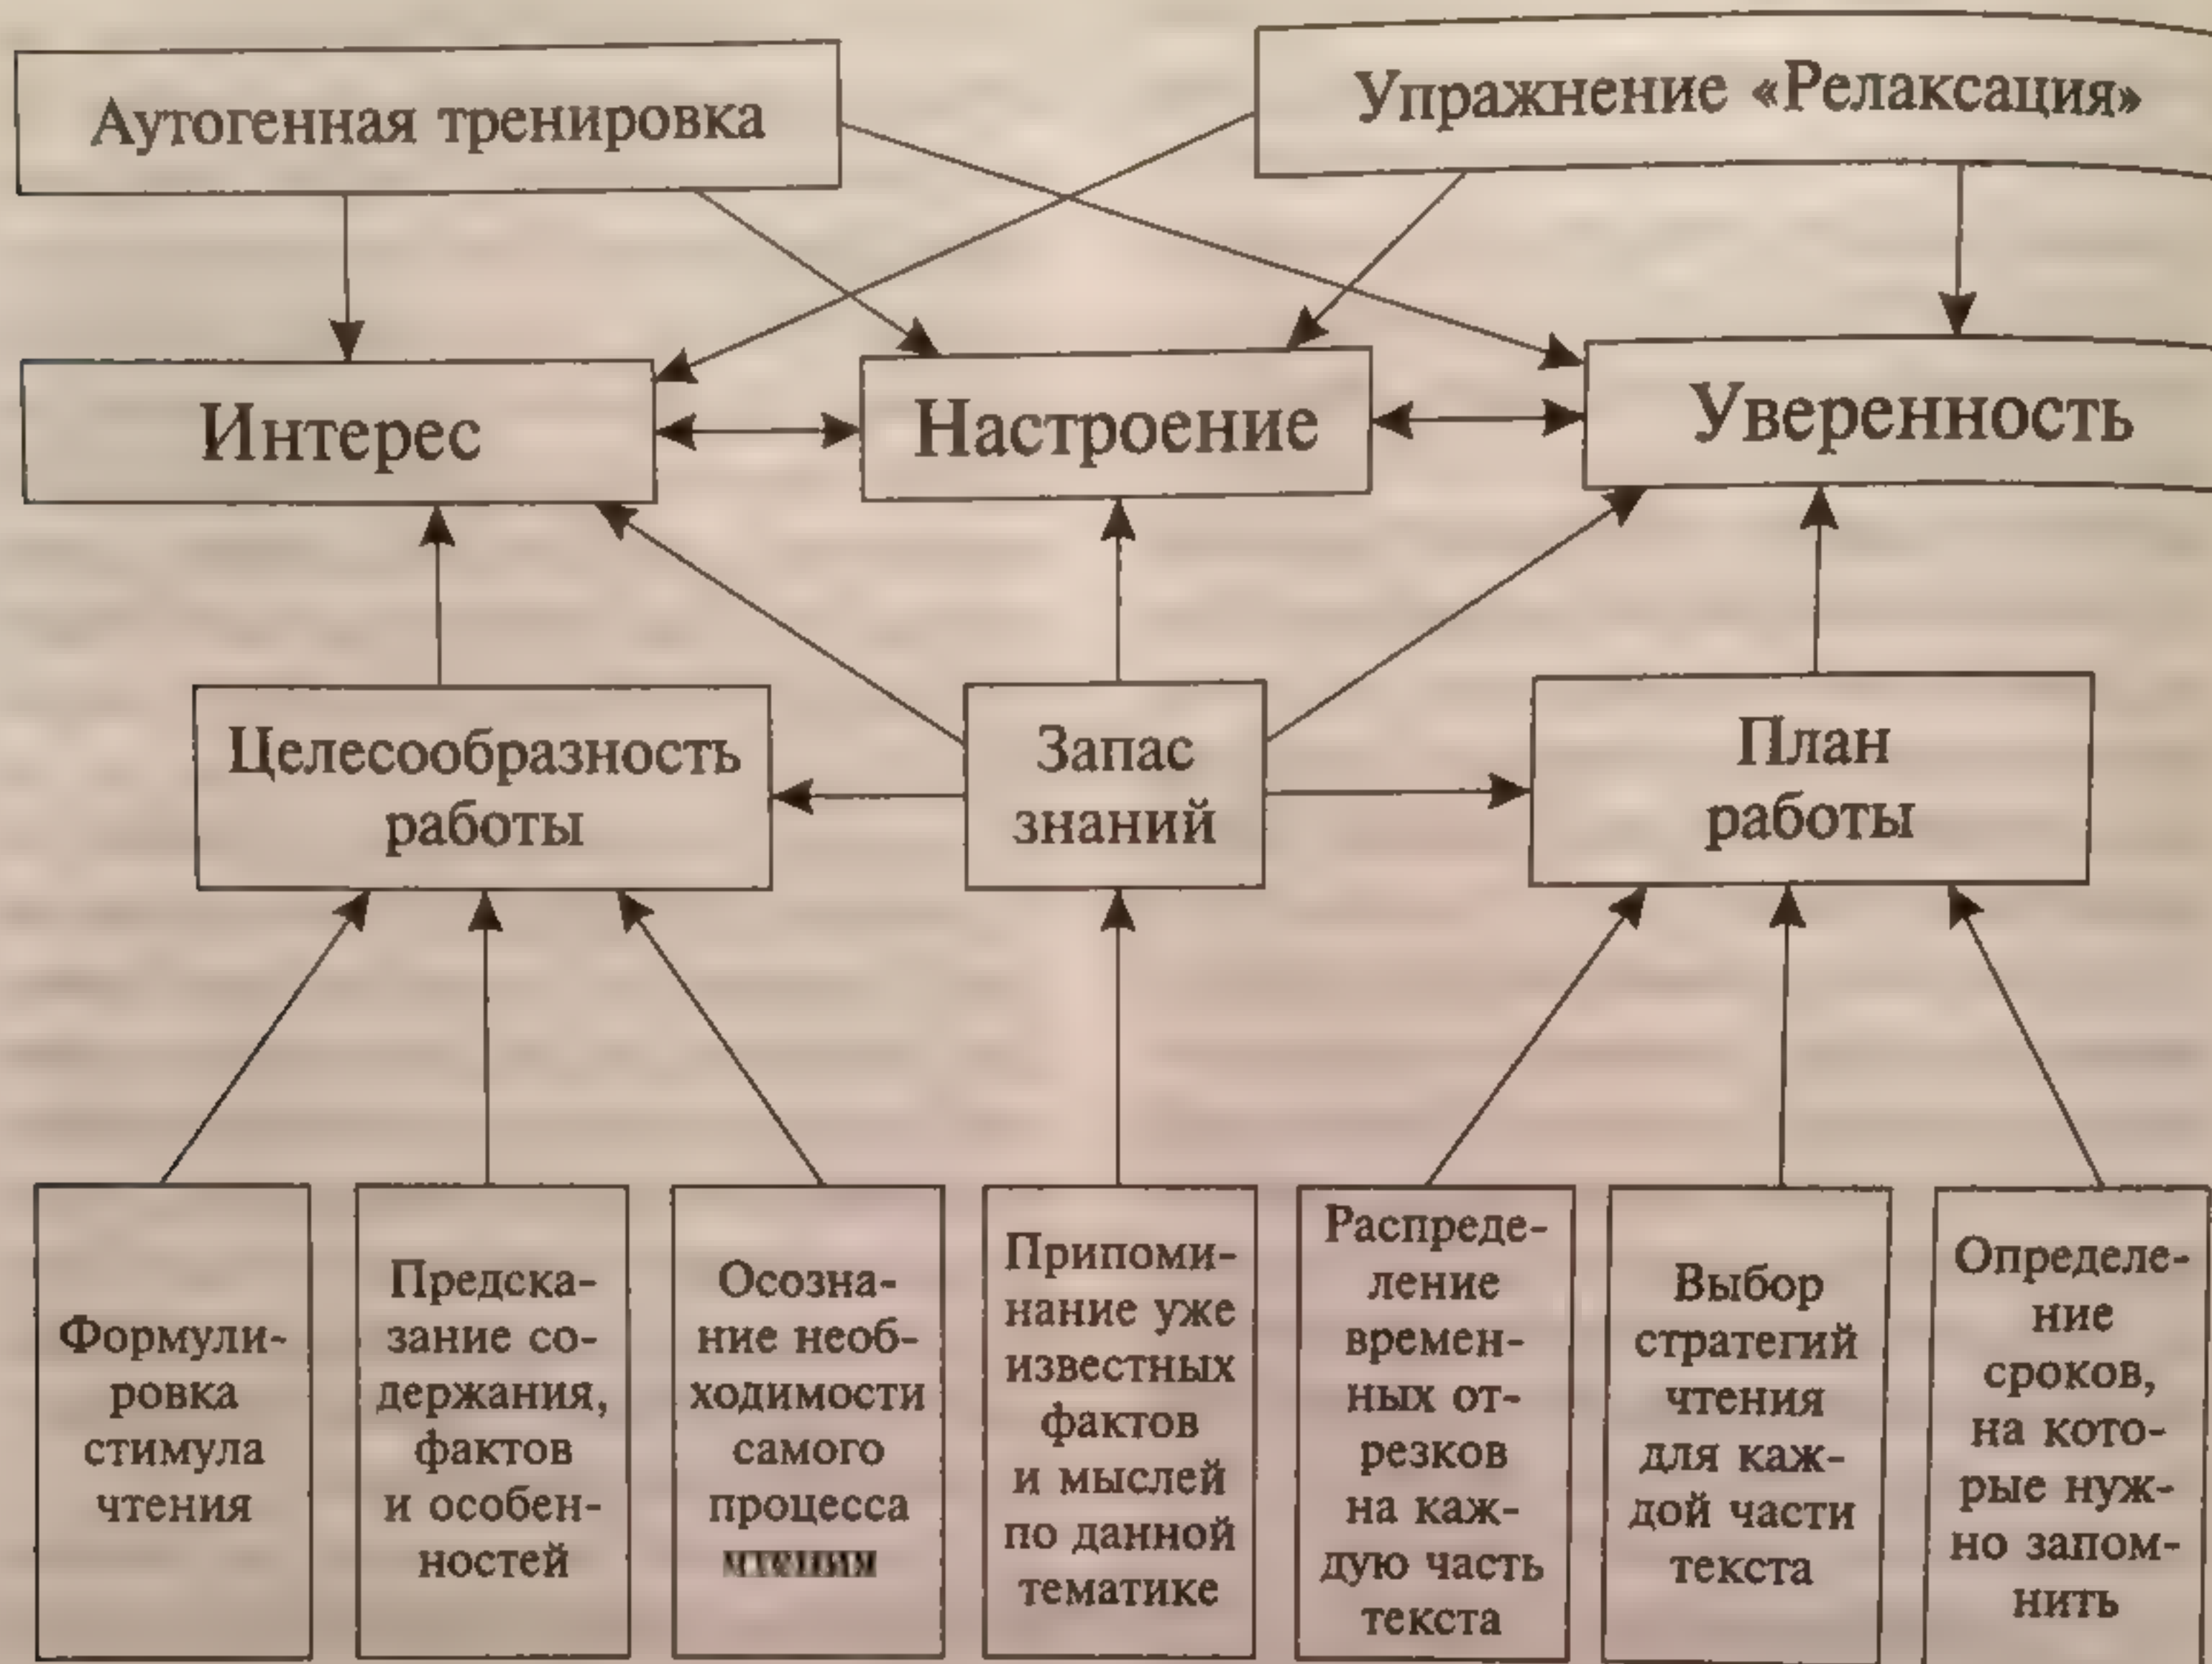 Аутогенная тренировка
Упражнение «Релаксация»
Интерес
Настроение
Уверенность
Целесообразность
работы
Запас
знаний
План
работы
Формули-
ровка
стимула
чтения
Предска-
зание со-
держания,
фактов
и особен-
ностей
Осозна-
ние необ-
ходимости
самого
процесса
Припоми-
нание уже
известных
фактов
и мыслей
по данной
тематике
Распреде-
ление
времен-
ных от-
резков
на каж-
дую часть
текста
Выбор
стратегий
чтения
для каж-
дой части
текста
Определе-
ние
сроков,
на кото-
рые нуж-
но запом-
нить